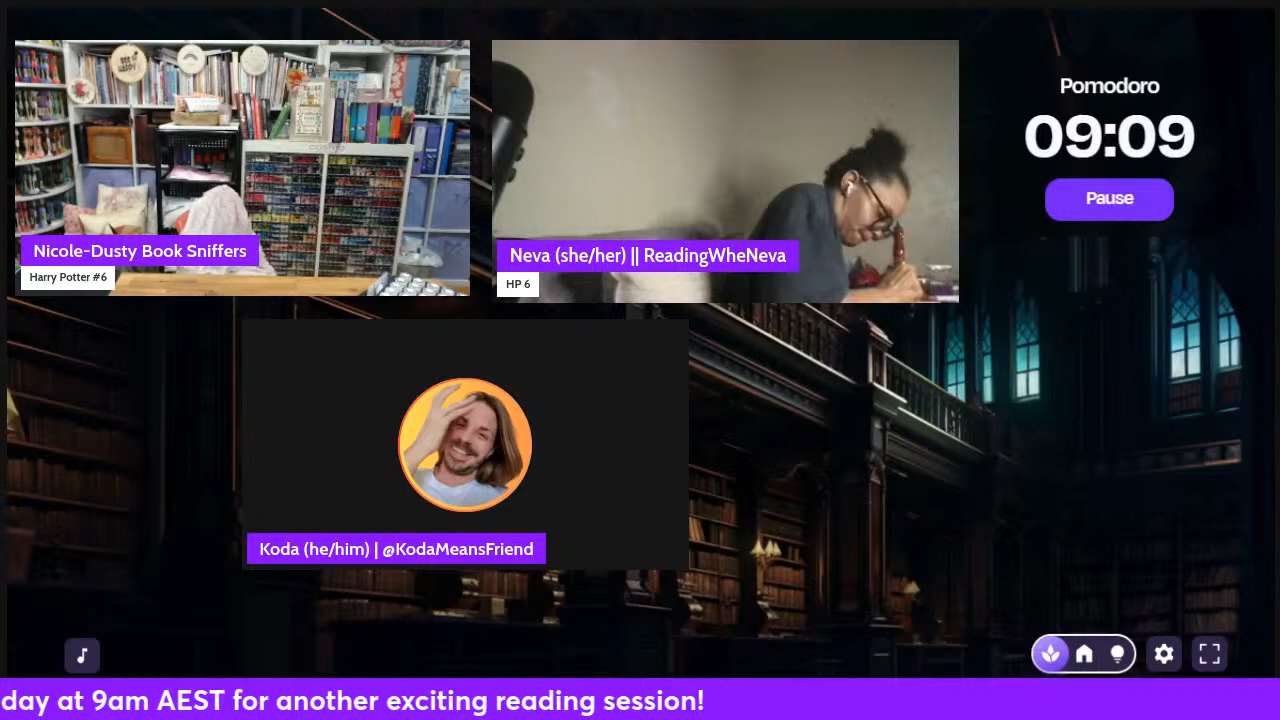 Nicole-Dusty Book Sniffers
Harry Potter #6
Neva (she/her) || ReadingWheNeva
HP 6
Pomodoro
09:09
Pause
Koda (he/him) | @KodaMeansFriend
day at 9am AEST for another exciting reading session!